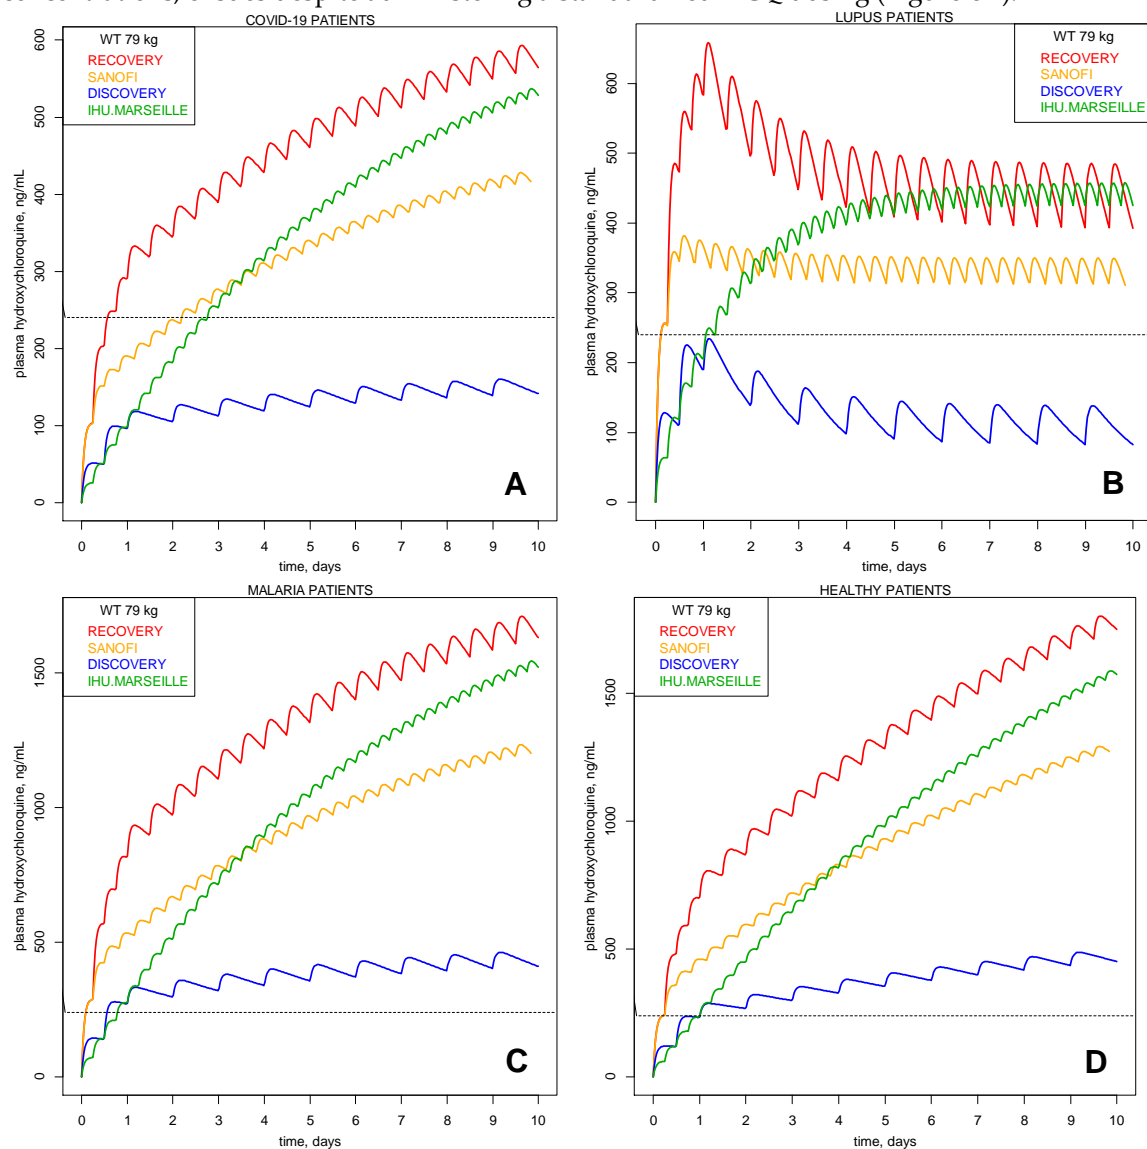 COVID-19 PATIENTS
WT 79 kg
RECOVERY
SANOFI
DISCOVERY
IHU.MARSEILLE
plasma hydroxychloroquine, ng/mL
600
500
400
300
200
100
0
A
0 1 2 3 4 5 6 7 8 9 10
time, days
LUPUS PATIENTS
WT 79 kg
RECOVERY
SANOFI
DISCOVERY
IHU.MARSEILLE
plasma hydroxychloroquine, ng/mL
600
500
400
300
200
100
0
B
0 1 2 3 4 5 6 7 8 9 10
time, days
MALARIA PATIENTS
WT 79 kg
RECOVERY
SANOFI
DISCOVERY
IHU.MARSEILLE
plasma hydroxychloroquine, ng/mL
1500
1000
500
0
C
0 1 2 3 4 5 6 7 8 9 10
time, days
HEALTHY PATIENTS
WT 79 kg
RECOVERY
SANOFI
DISCOVERY
IHU.MARSEILLE
plasma hydroxychloroquine, ng/mL
1500
1000
500
0
D
0 1 2 3 4 5 6 7 8 9 10
time, days